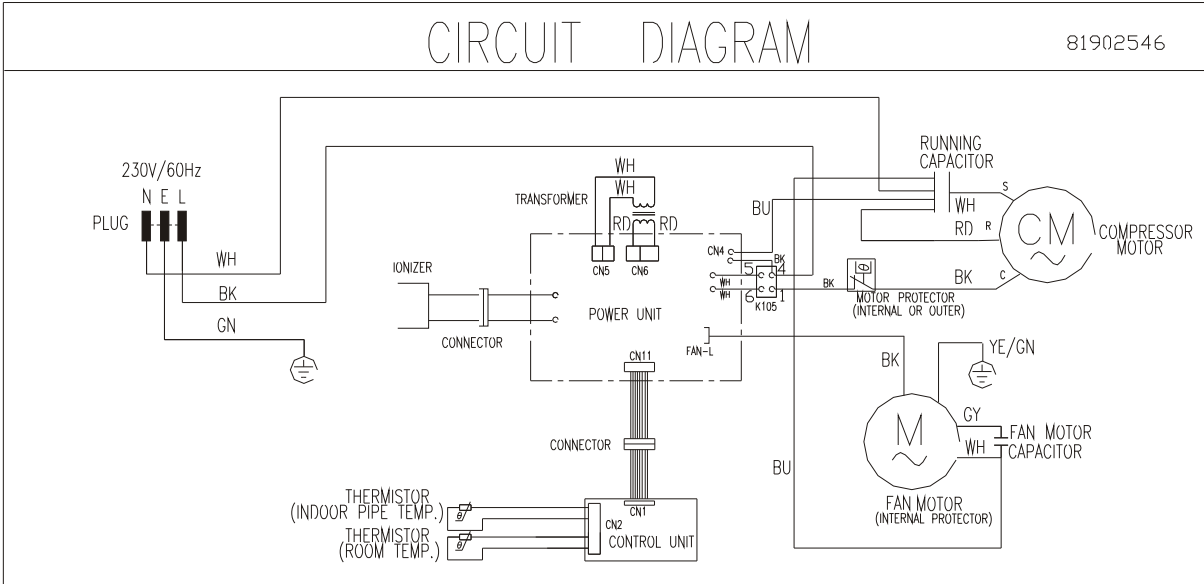 CIRCUIT DIAGRAM
81902546
230V/60Hz
N E L
PLUG
WH
BK
GN
IONIZER
CONNECTOR
TRANSFORMER
WH
WH
RD
RD
CN5
CN6
POWER UNIT
CN4
BK
WH
WH
5
4
6
1
K105
FAN-L
CN11
CONNECTOR
CN1
CN2
CONTROL UNIT
THERMISTOR
(INDOOR PIPE TEMP.)
θ
THERMISTOR
(ROOM TEMP.)
θ
BU
RUNNING
CAPACITOR
S
WH
RD
R
CM
COMPRESSOR
MOTOR
BK
θ
BK
C
MOTOR PROTECTOR
(INTERNAL OR OUTER)
BK
YE/GN
M
GY
WH
FAN MOTOR
CAPACITOR
BU
FAN MOTOR
(INTERNAL PROTECTOR)